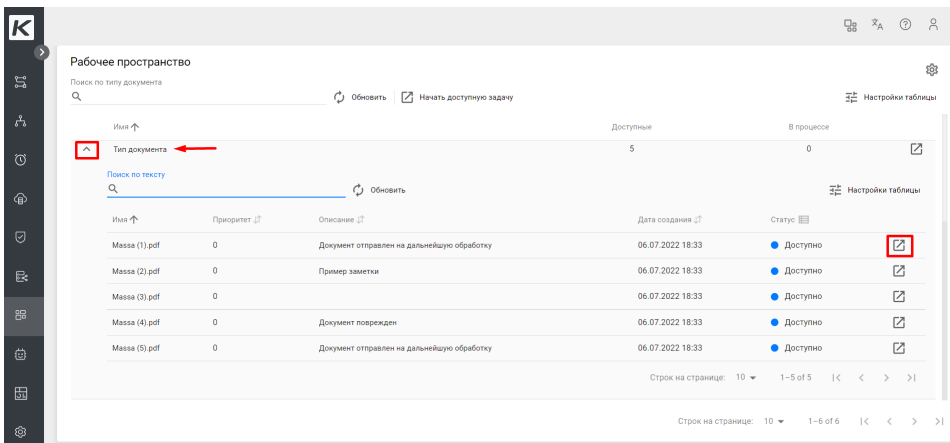 K
Рабочее пространство
Поиск по типу документа
Обновить
Начать доступную задачу
Настройки таблицы
Имя Доступные В процессе
Тип документа 5 0
Поиск по тексту
Обновить
Настройки таблицы
Имя Приоритет Описание Дата создания Статус
Massa (1).pdf 0 Документ отправлен на дальнейшую обработку 06.07.2022 18:33 Доступно
Massa (2).pdf 0 Пример заметки 06.07.2022 18:33 Доступно
Massa (3).pdf 0 06.07.2022 18:33 Доступно
Massa (4).pdf 0 Документ поврежден 06.07.2022 18:33 Доступно
Massa (5).pdf 0 Документ отправлен на дальнейшую обработку 06.07.2022 18:33 Доступно
Строк на странице: 10 1–5 of 5
Строк на странице: 10 1–6 of 6